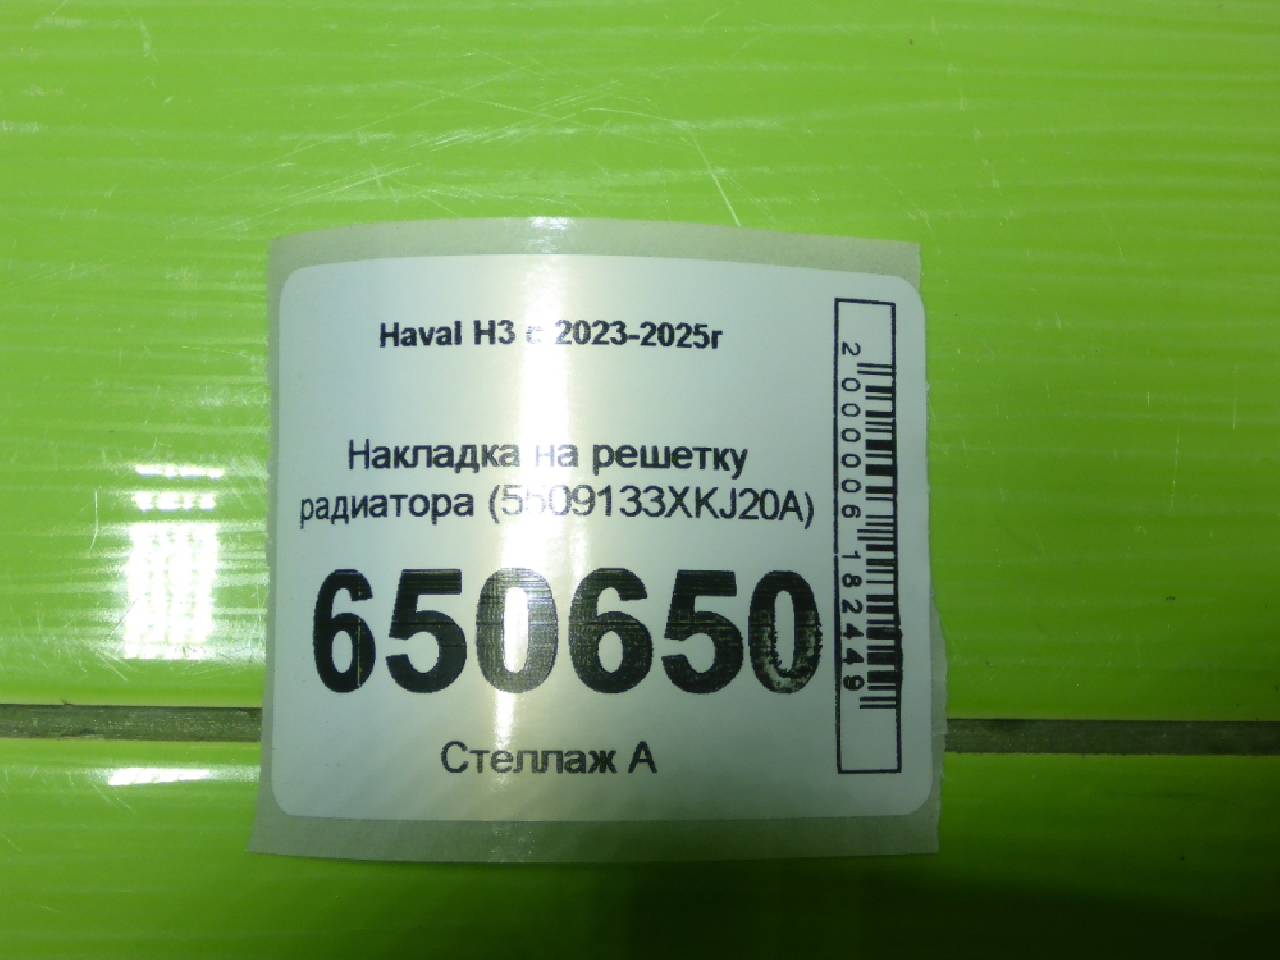 Haval H3 с 2023-2025г
Накладка на решетку
радиатора (5509133XKJ20A)
650650
Стеллаж А
2000006182449